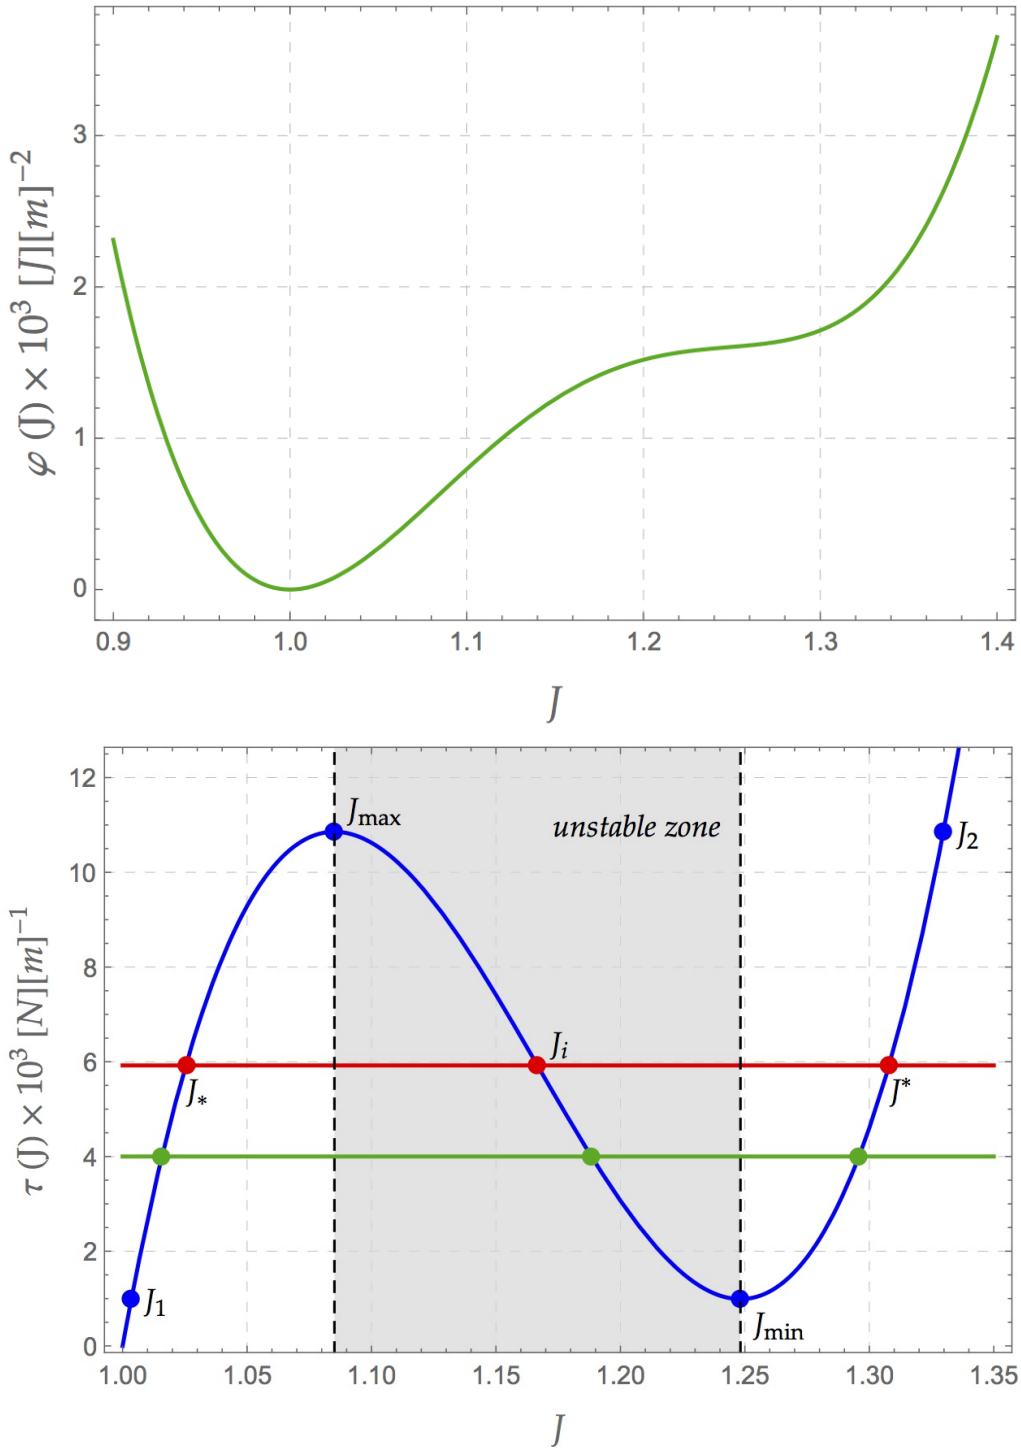 φ (J) × 10³ [J][m]⁻²
3
2
1
0
0.9 1.0 1.1 1.2 1.3 1.4
J
τ (J) × 10³ [N][m]⁻¹
12
10
8
6
4
2
0
J_max
unstable zone
J₂
J_i
J_*
J^*
J₁
J_min
1.00 1.05 1.10 1.15 1.20 1.25 1.30 1.35
J